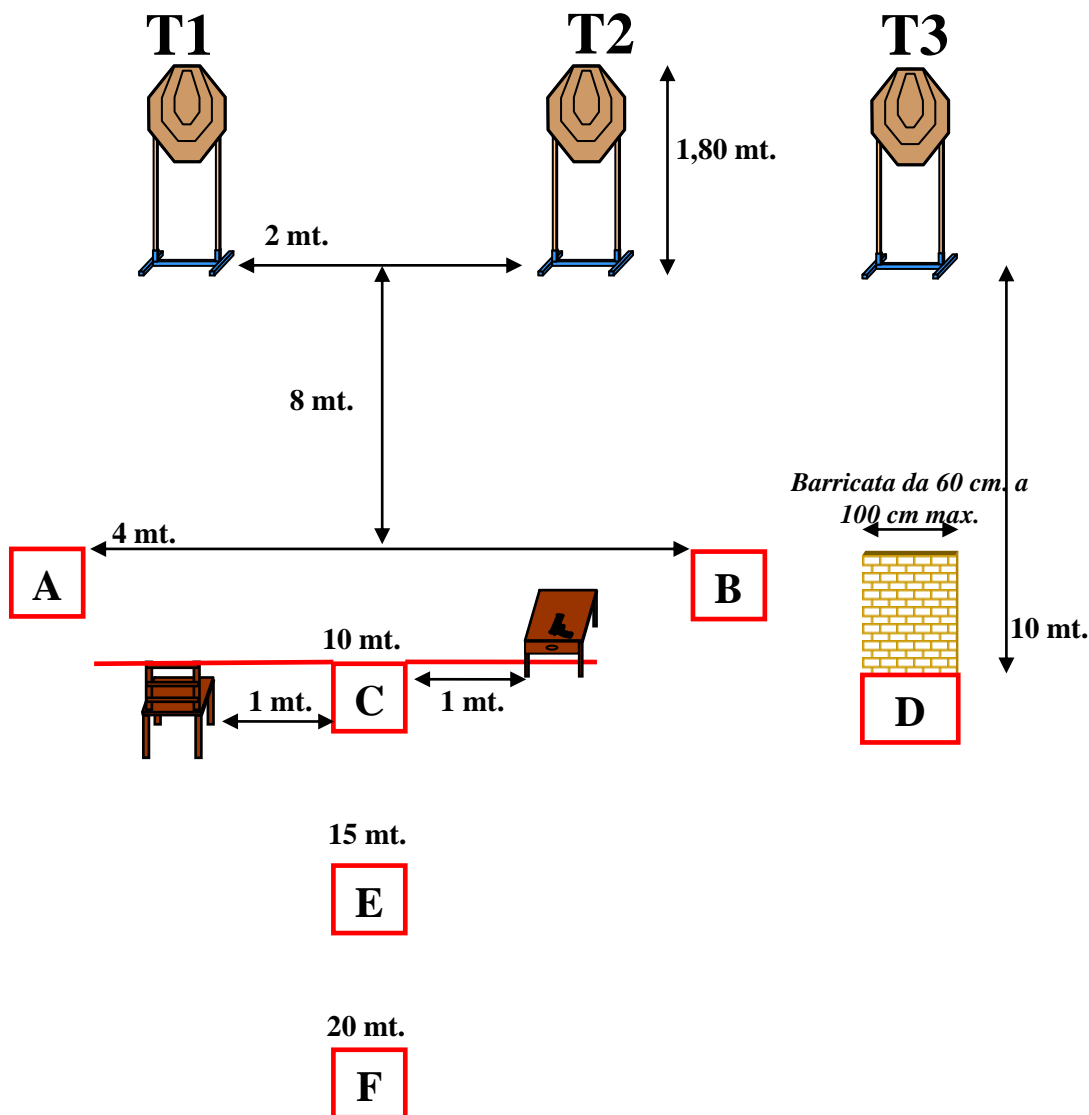 T1 T2 T3
1,80 mt.
2 mt.
8 mt.
Barricata da 60 cm. a
100 cm max.
4 mt.
A
B
10 mt.
10 mt.
1 mt.
C
1 mt.
D
15 mt.
E
20 mt.
F